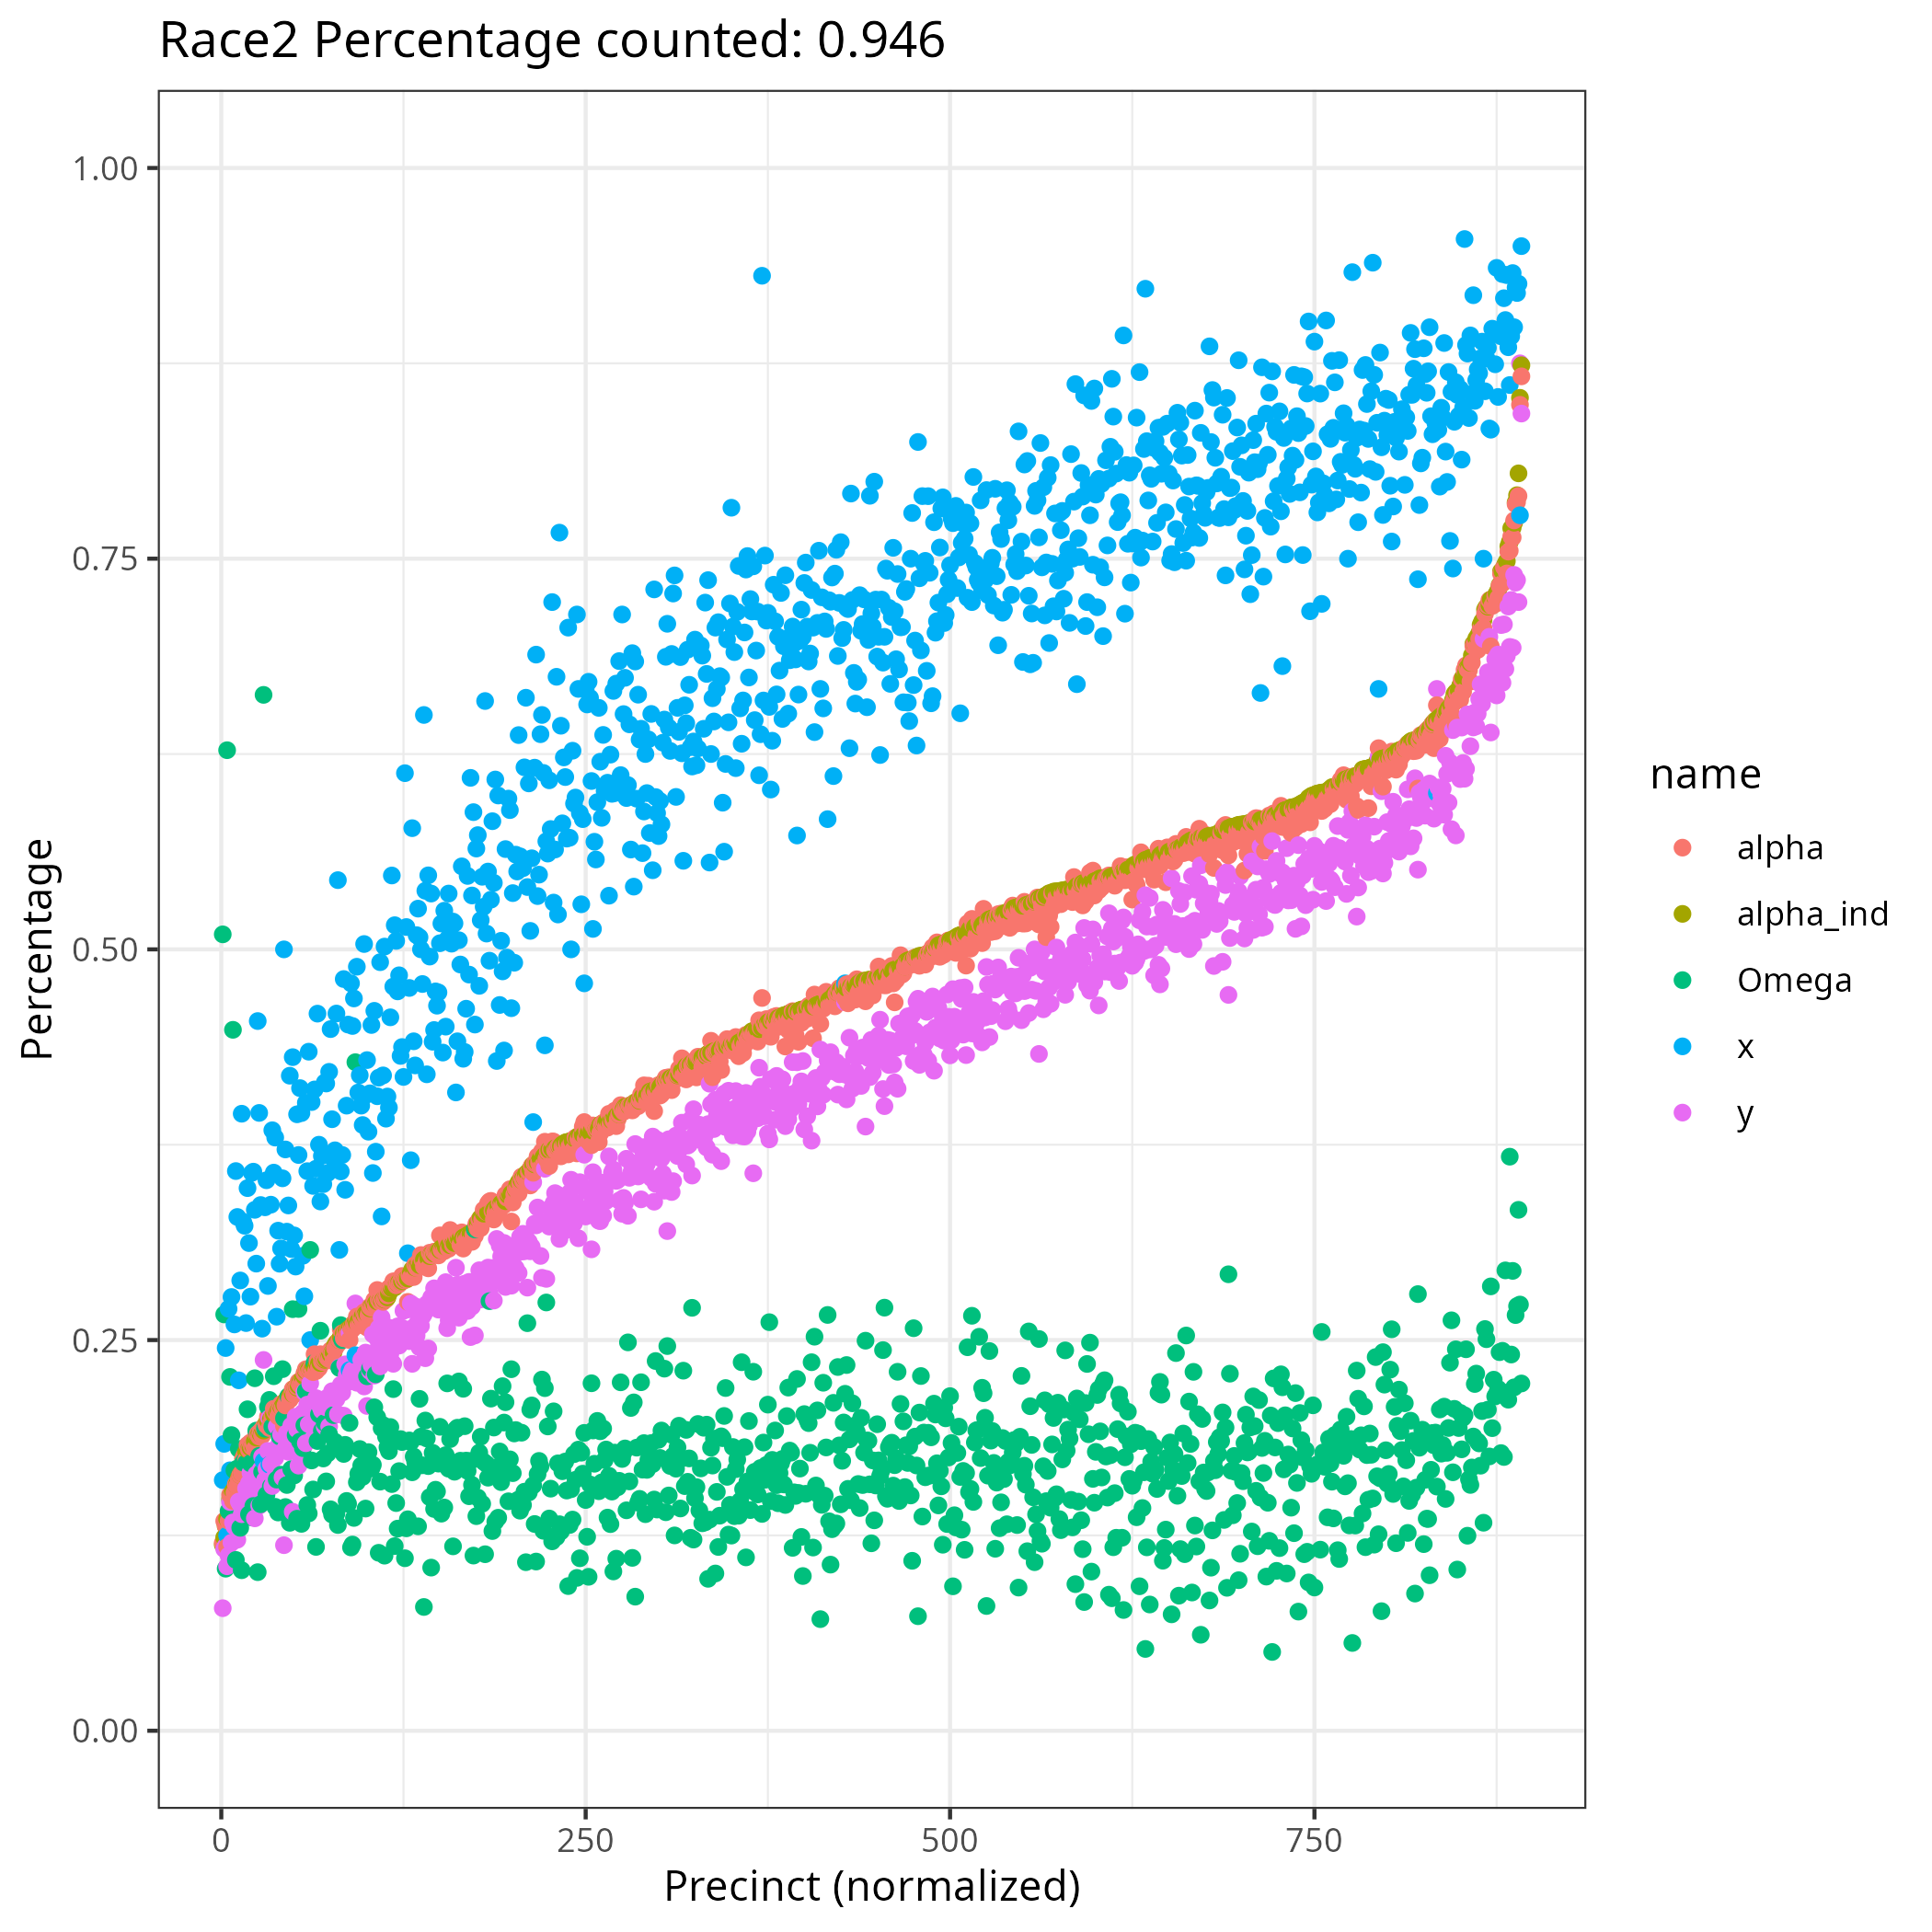 Race2 Percentage counted: 0.946
1.00
0.75
0.50
0.25
0.00
Percentage
0 250 500 750
Precinct (normalized)
name
alpha
alpha_ind
Omega
x
y